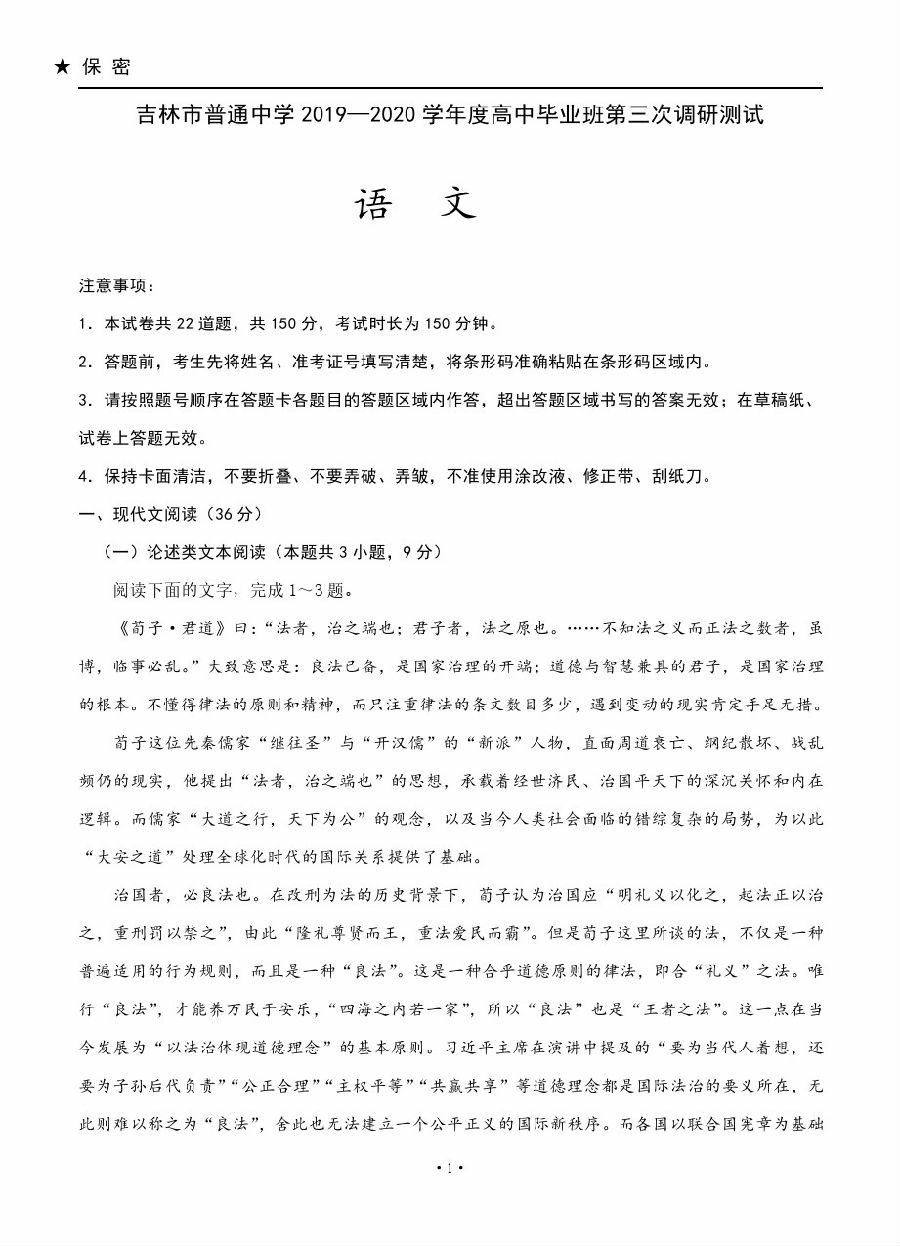 ★ 保 密
吉林市普通中学 2019—2020 学年度高中毕业班第三次调研测试
语 文
注意事项：
1．本试卷共 22 道题，共 150 分，考试时长为 150 分钟。
2．答题前，考生先将姓名、准考证号填写清楚，将条形码准确粘贴在条形码区域内。
3．请按照题号顺序在答题卡各题目的答题区域内作答，超出答题区域书写的答案无效；在草稿纸、
试卷上答题无效。
4．保持卡面清洁，不要折叠、不要弄破、弄皱，不准使用涂改液、修正带、刮纸刀。
一、现代文阅读（36 分）
（一）论述类文本阅读（本题共 3 小题，9 分）
阅读下面的文字，完成 1～3 题。
《荀子·君道》曰：“法者，治之端也；君子者，法之原也。……不知法之义而正法之数者，虽
博，临事必乱。”大致意思是：良法已备，是国家治理的开端；道德与智慧兼具的君子，是国家治理
的根本。不懂得律法的原则和精神，而只注重律法的条文数目多少，遇到变动的现实肯定手足无措。
荀子这位先秦儒家“继往圣”与“开汉儒”的“新派”人物，直面周道衰亡、纲纪散坏、战乱
频仍的现实，他提出“法者，治之端也”的思想，承载着经世济民、治国平天下的深沉关怀和内在
逻辑。而儒家“大道之行，天下为公”的观念，以及当今人类社会面临的错综复杂的局势，为以此
“大安之道”处理全球化时代的国际关系提供了基础。
治国者，必良法也。在改刑为法的历史背景下，荀子认为治国应“明礼义以化之，起法正以治
之，重刑罚以禁之”，由此“隆礼尊贤而王，重法爱民而霸”。但是荀子这里所谈的法，不仅是一种
普遍适用的行为规则，而且是一种“良法”。这是一种合乎道德原则的律法，即合“礼义”之法。唯
行“良法”，才能养万民于安乐，“四海之内若一家”，所以“良法”也是“王者之法”。这一点在当
今发展为“以法治体现道德理念”的基本原则。习近平主席在演讲中提及的“要为当代人着想，还
要为子孙后代负责”“公正合理”“主权平等”“共赢共享”等道德理念都是国际法治的要义所在，无
此则难以称之为“良法”，舍此也无法建立一个公平正义的国际新秩序。而各国以联合国宪章为基础
·1·